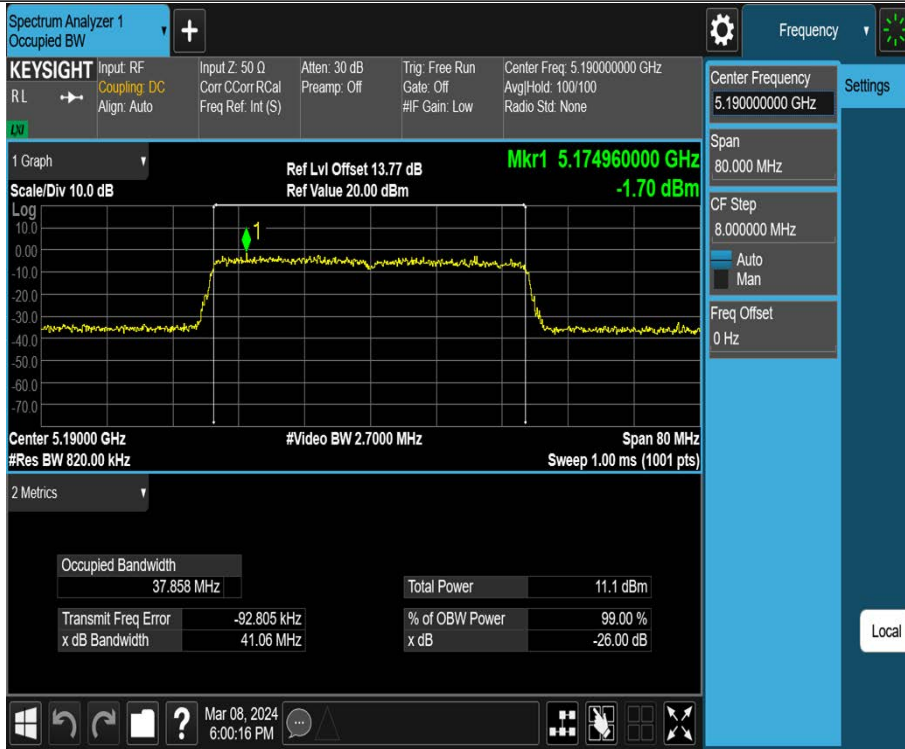 Spectrum Analyzer 1
Occupied BW
+
Frequency
KEYSIGHT
R L
LXI
Input: RF
Coupling: DC
Align: Auto
Input Z: 50 Ω
Corr CCorr RCal
Freq Ref: Int (S)
Atten: 30 dB
Preamp: Off
Trig: Free Run
Gate: Off
#IF Gain: Low
Center Freq: 5.190000000 GHz
Avg|Hold: 100/100
Radio Std: None
Center Frequency
5.190000000 GHz
Settings
Span
80.000 MHz
CF Step
8.000000 MHz
Auto
Man
Freq Offset
0 Hz
Local
1 Graph
Scale/Div 10.0 dB
Ref Lvl Offset 13.77 dB
Ref Value 20.00 dBm
Mkr1 5.174960000 GHz
-1.70 dBm
Log
10.0
0.00
-10.0
-20.0
-30.0
-40.0
-50.0
-60.0
-70.0
1
Center 5.19000 GHz
#Res BW 820.00 kHz
#Video BW 2.7000 MHz
Span 80 MHz
Sweep 1.00 ms (1001 pts)
2 Metrics
Occupied Bandwidth
37.858 MHz
Total Power 11.1 dBm
Transmit Freq Error -92.805 kHz
% of OBW Power 99.00 %
x dB Bandwidth 41.06 MHz
x dB -26.00 dB
?
Mar 08, 2024
6:00:16 PM